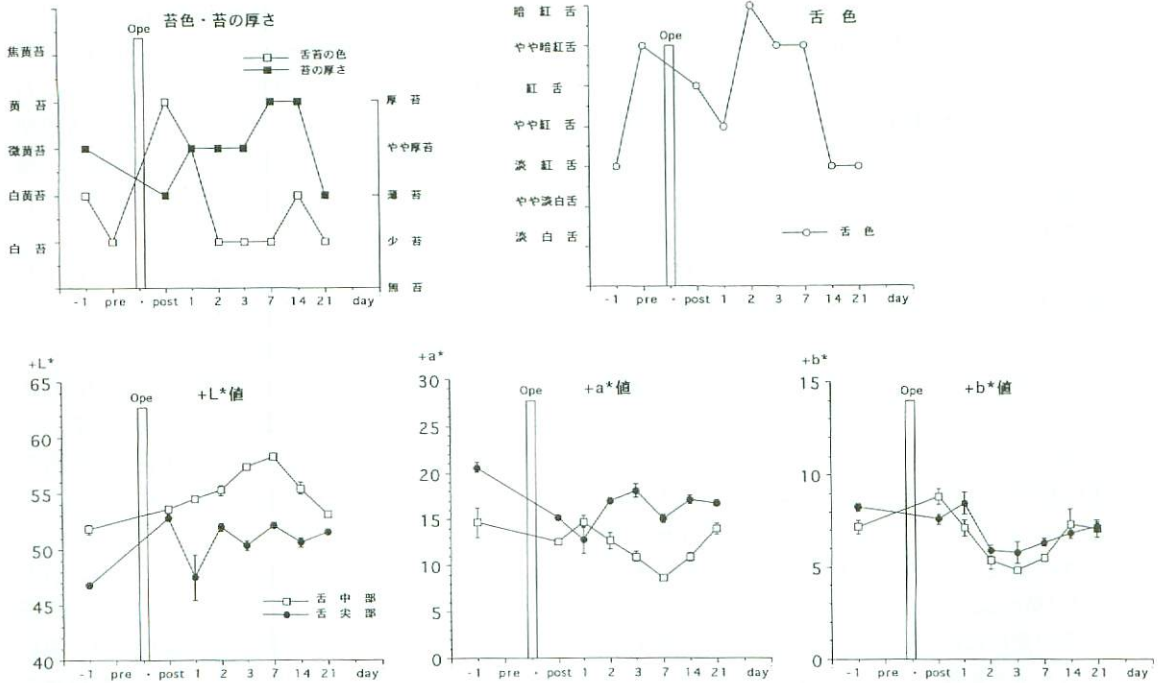 苔色・苔の厚さ
Ope
舌苔の色
苔の厚さ
焦黄苔
黄 苔
微黄苔
白黄苔
白 苔
厚 苔
やや厚苔
薄 苔
少 苔
無 苔
-1 pre ・ post 1 2 3 7 14 21 day
舌 色
Ope
暗 紅 舌
やや暗紅舌
紅 舌
やや紅 舌
淡 紅 舌
やや淡白舌
淡 白 舌
舌 色
-1 pre ・ post 1 2 3 7 14 21 day
+L*
+L*値
Ope
65
60
55
50
45
40
舌 中 部
舌 尖 部
-1 pre ・ post 1 2 3 7 14 21 day
+a*
+a*値
Ope
30
25
20
15
10
5
0
-1 pre ・ post 1 2 3 7 14 21 day
+b*
+b*値
Ope
15
10
5
0
-1 pre ・ post 1 2 3 7 14 21 day